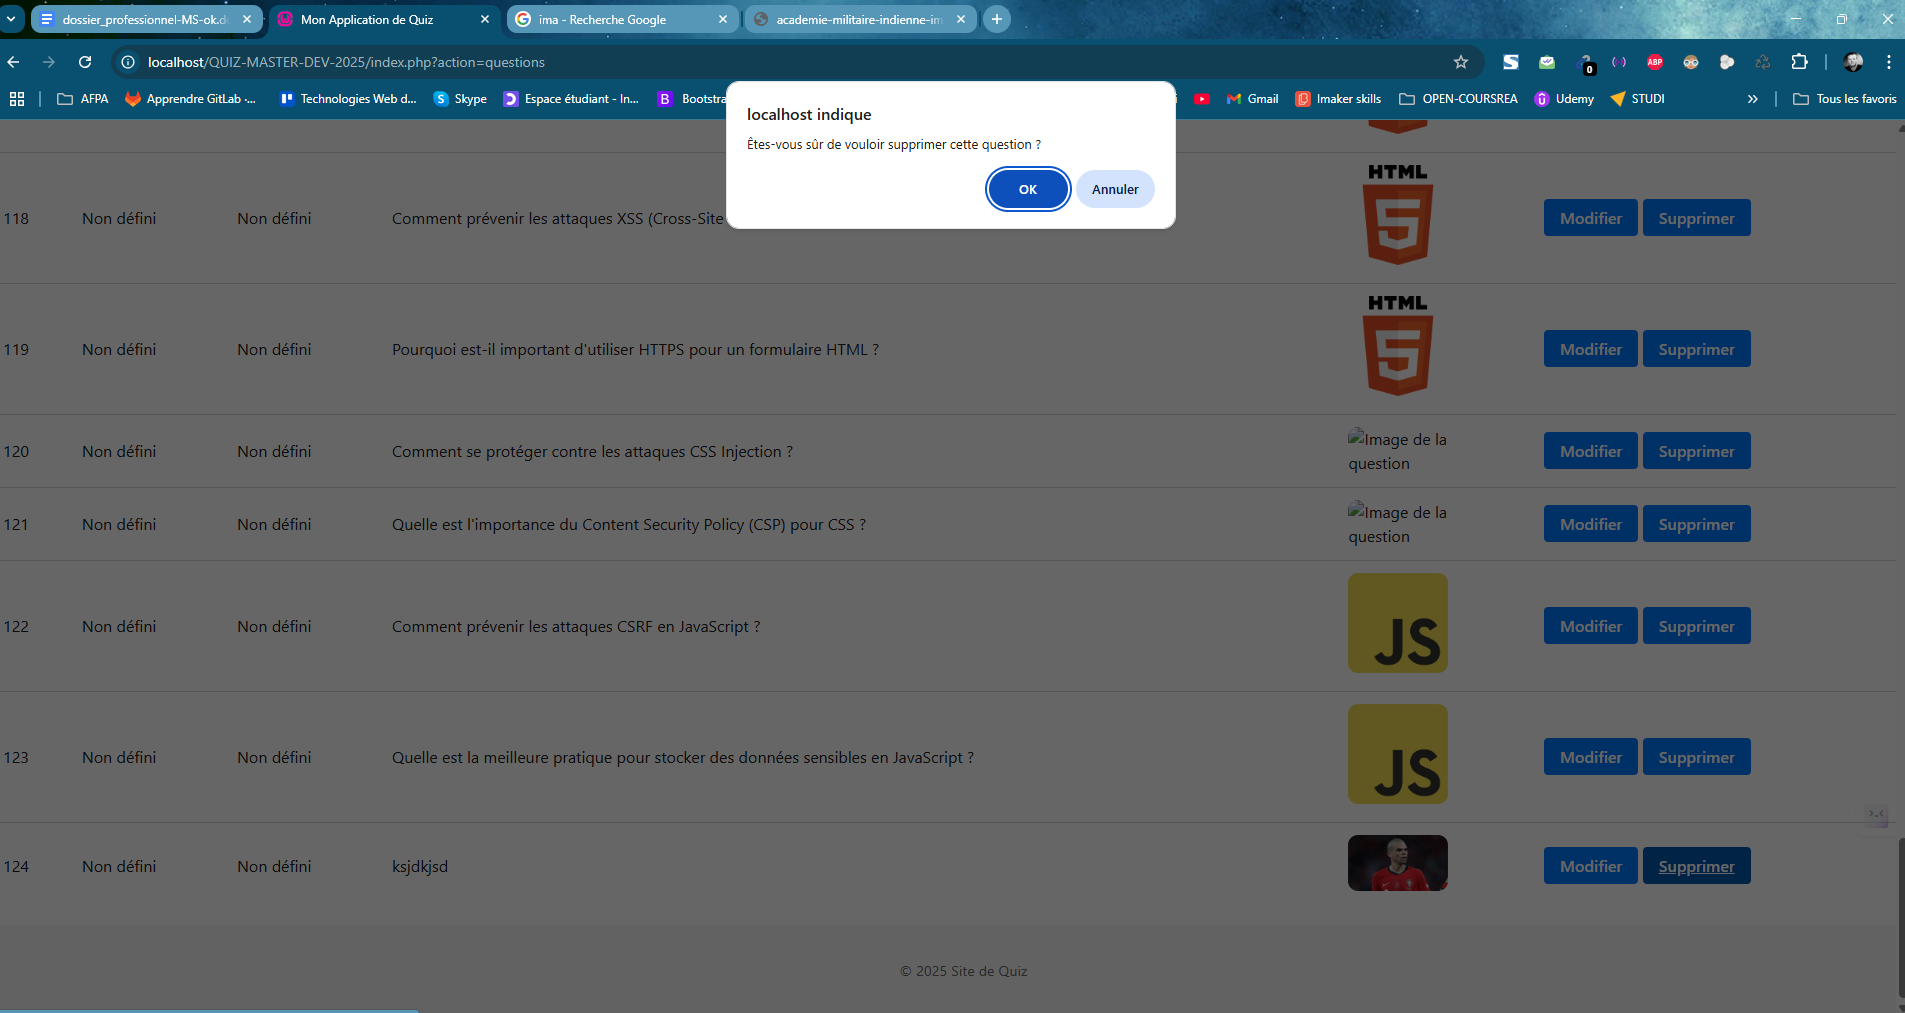 dossier_professionnel-MS-ok.d
Mon Application de Quiz
ima - Recherche Google
academie-militaire-indienne-im
localhost/QUIZ-MASTER-DEV-2025/index.php?action=questions
ABP
0
AFPA
Apprendre GitLab -...
Technologies Web d...
Skype
Espace étudiant - In...
B Bootstra
Gmail
Imaker skills
OPEN-COURSREA
Udemy
STUDI
Tous les favoris
localhost indique
Êtes-vous sûr de vouloir supprimer cette question ?
OK
Annuler
HTML
5
118 Non défini Non défini Comment prévenir les attaques XSS (Cross-Site Modifier Supprimer
HTML
5
119 Non défini Non défini Pourquoi est-il important d'utiliser HTTPS pour un formulaire HTML ? Modifier Supprimer
120 Non défini Non défini Comment se protéger contre les attaques CSS Injection ? Image de la question Modifier Supprimer
121 Non défini Non défini Quelle est l'importance du Content Security Policy (CSP) pour CSS ? Image de la question Modifier Supprimer
122 Non défini Non défini Comment prévenir les attaques CSRF en JavaScript ? JS Modifier Supprimer
123 Non défini Non défini Quelle est la meilleure pratique pour stocker des données sensibles en JavaScript ? JS Modifier Supprimer
124 Non défini Non défini ksjdkjsd Modifier Supprimer
© 2025 Site de Quiz